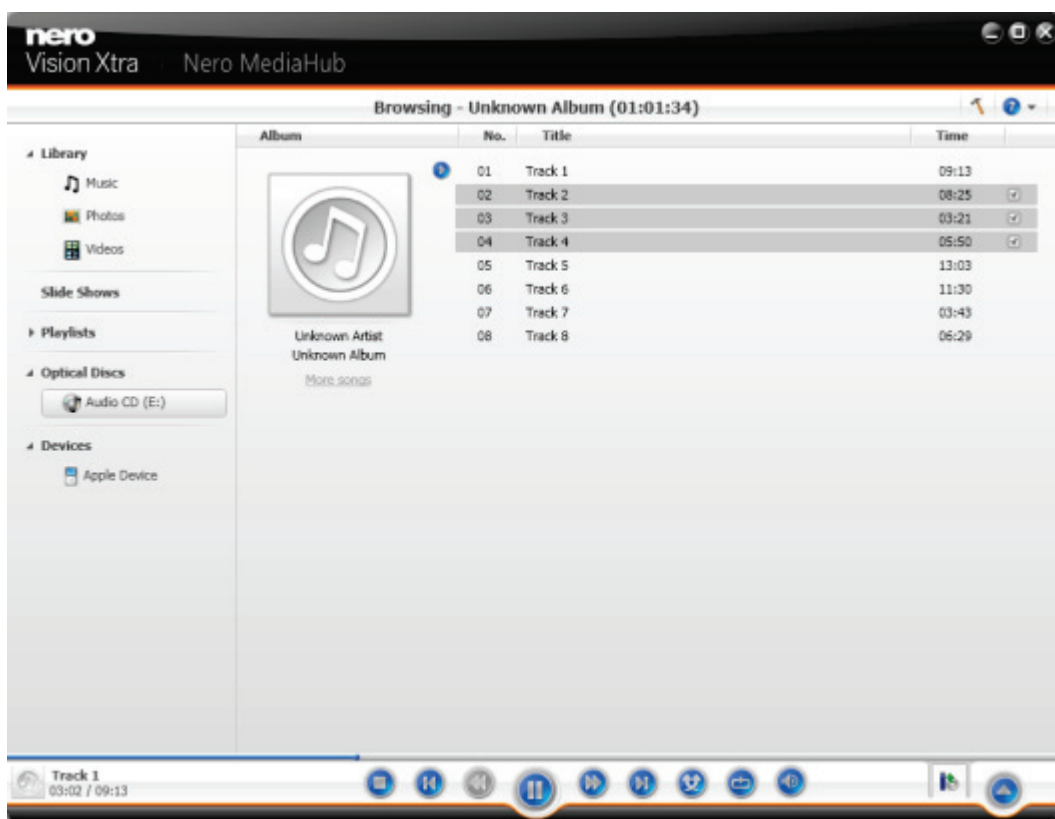 nero
Vision Xtra Nero MediaHub
Browsing - Unknown Album (01:01:34)
Library
Music
Photos
Videos
Slide Shows
Playlists
Optical Discs
Audio CD (E:)
Devices
Apple Device
Album No. Title Time
01 Track 1 09:13
02 Track 2 08:25
03 Track 3 03:21
04 Track 4 05:50
05 Track 5 13:03
06 Track 6 11:30
07 Track 7 03:43
08 Track 8 06:29
Unknown Artist
Unknown Album
More songs
Track 1
03:02 / 09:13